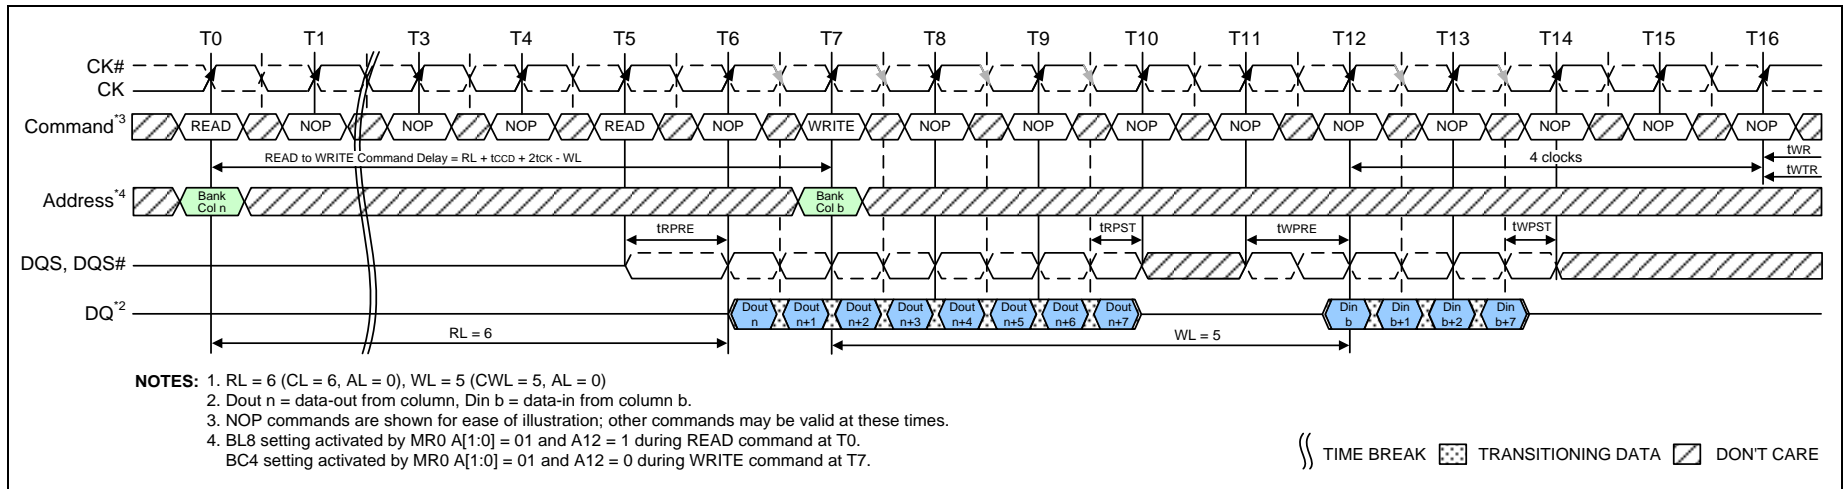 T0 T1 T3 T4 T5 T6 T7 T8 T9 T10 T11 T12 T13 T14 T15 T16
CK#
CK
Command*3 READ NOP NOP NOP READ NOP WRITE NOP NOP NOP NOP NOP NOP NOP NOP NOP
READ to WRITE Command Delay = RL + tCCD + 2tCK - WL
4 clocks
tWR
tWTR
Address*4
Bank Col n
Bank Col b
tRPRE tRPST tWPRE tWPST
DQS, DQS#
DQ*2
Dout n Dout n+1 Dout n+2 Dout n+3 Dout n+4 Dout n+5 Dout n+6 Dout n+7 Din b Din b+1 Din b+2 Din b+7
RL = 6
WL = 5
NOTES: 1. RL = 6 (CL = 6, AL = 0), WL = 5 (CWL = 5, AL = 0)
2. Dout n = data-out from column, Din b = data-in from column b.
3. NOP commands are shown for ease of illustration; other commands may be valid at these times.
4. BL8 setting activated by MR0 A[1:0] = 01 and A12 = 1 during READ command at T0.
BC4 setting activated by MR0 A[1:0] = 01 and A12 = 0 during WRITE command at T7.
TIME BREAK TRANSITIONING DATA DON'T CARE